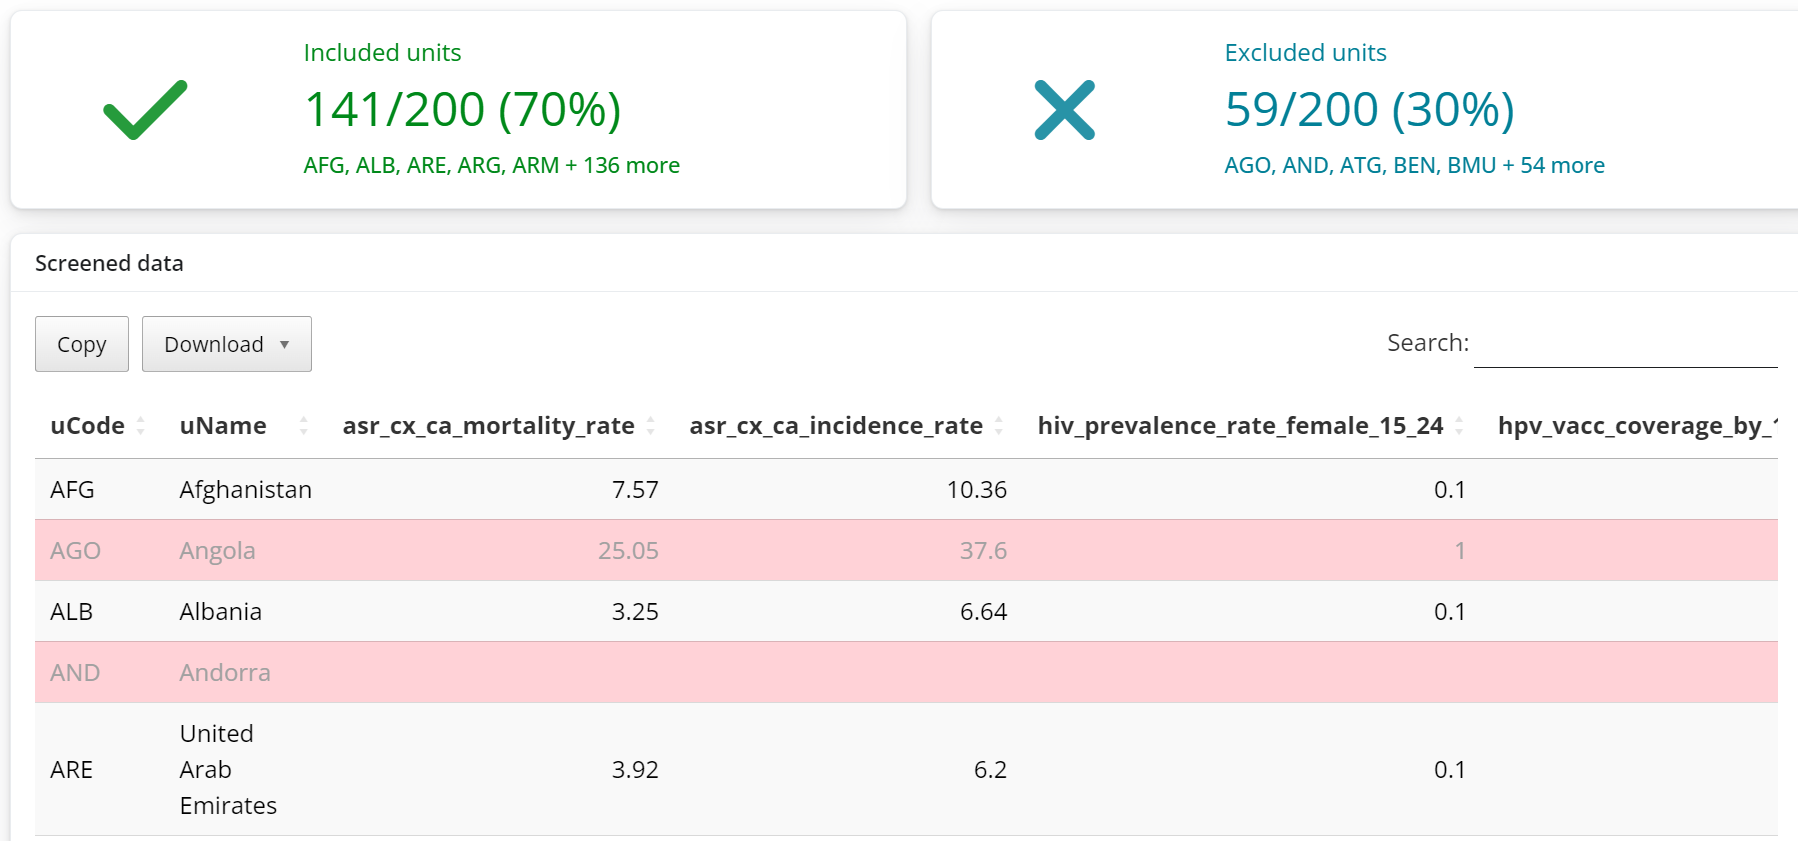 Included units
141/200 (70%)
AFG, ALB, ARE, ARG, ARM + 136 more
Excluded units
59/200 (30%)
AGO, AND, ATG, BEN, BMU + 54 more
Screened data
Copy Download Search:
uCode uName asr_cx_ca_mortality_rate asr_cx_ca_incidence_rate hiv_prevalence_rate_female_15_24 hpv_vacc_coverage_by_1
AFG Afghanistan 7.57 10.36 0.1
AGO Angola 25.05 37.6 1
ALB Albania 3.25 6.64 0.1
AND Andorra
ARE United Arab Emirates 3.92 6.2 0.1